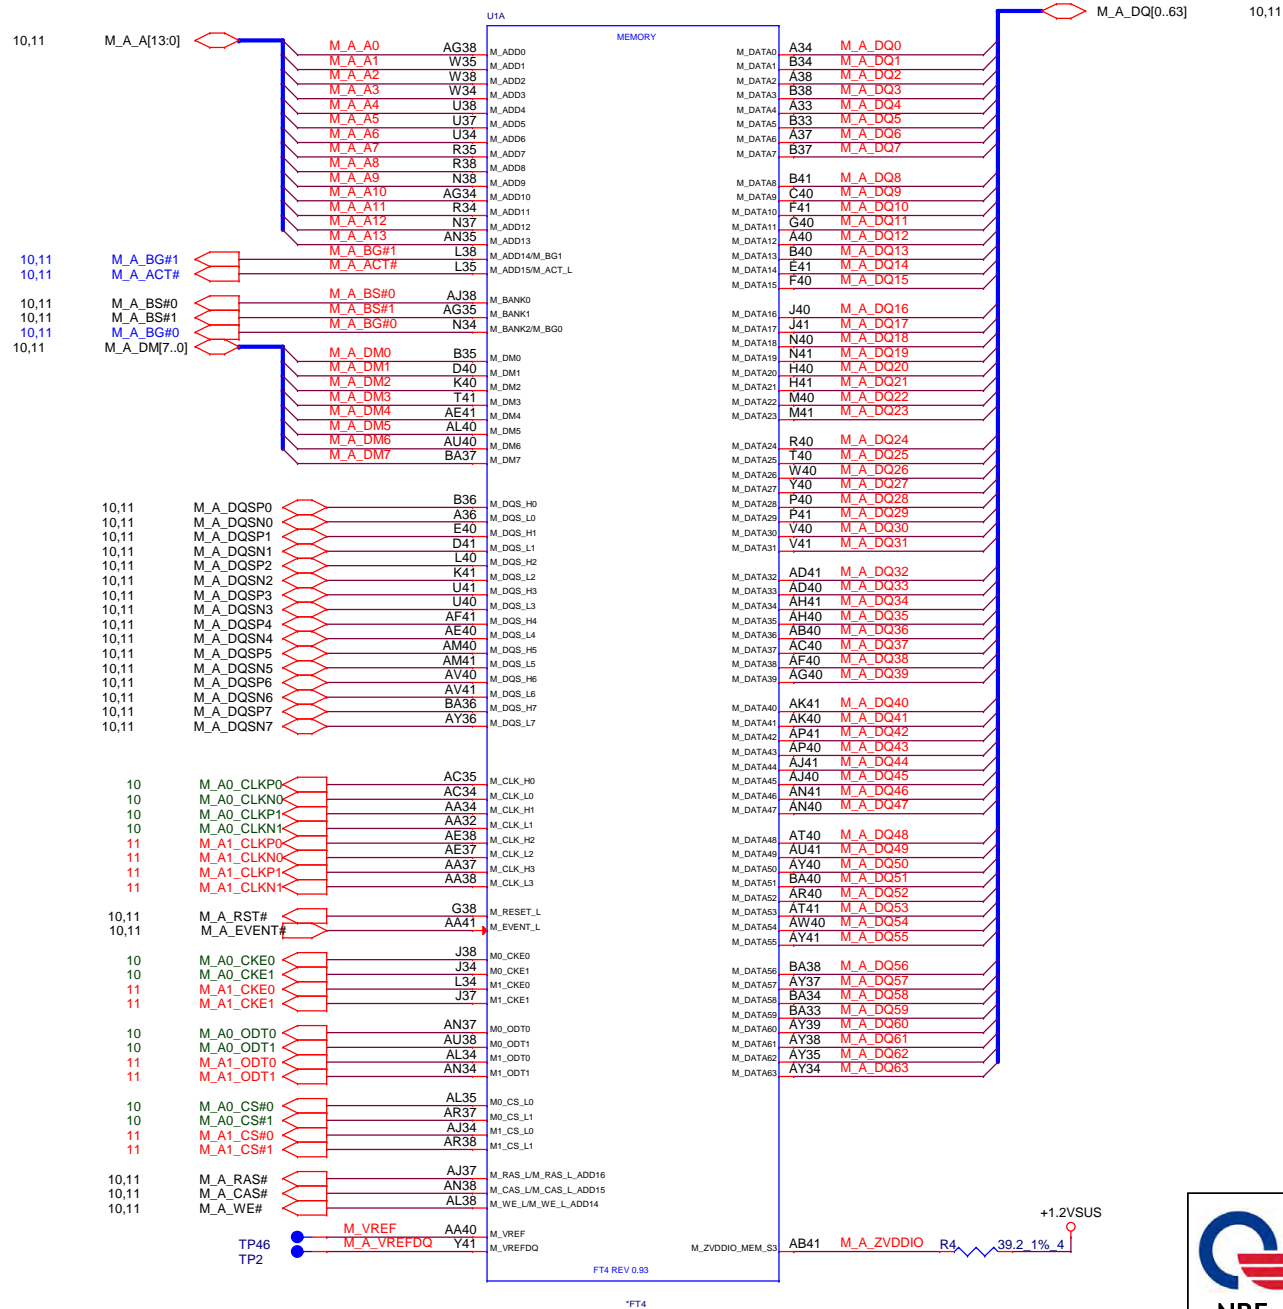 U1A
MEMORY
10,11 M_A_A[13:0]
M_A_DQ[0..63] 10,11
M_A_A0 AG38 M_ADD0
M_A_A1 W35 M_ADD1
M_A_A2 W38 M_ADD2
M_A_A3 W34 M_ADD3
M_A_A4 U38 M_ADD4
M_A_A5 U37 M_ADD5
M_A_A6 U34 M_ADD6
M_A_A7 R35 M_ADD7
M_A_A8 R38 M_ADD8
M_A_A9 N38 M_ADD9
M_A_A10 AG34 M_ADD10
M_A_A11 R34 M_ADD11
M_A_A12 N37 M_ADD12
M_A_A13 AN35 M_ADD13
10,11 M_A_BG#1 M_A_BG#1 L38 M_ADD14/M_BG1
10,11 M_A_ACT# M_A_ACT# L35 M_ADD15/M_ACT_L
10,11 M_A_BS#0 M_A_BS#0 AJ38 M_BANK0
10,11 M_A_BS#1 M_A_BS#1 AG35 M_BANK1
10,11 M_A_BG#0 M_A_BG#0 N34 M_BANK2/M_BG0
10,11 M_A_DM[7..0]
M_A_DM0 B35 M_DM0
M_A_DM1 D40 M_DM1
M_A_DM2 K40 M_DM2
M_A_DM3 T41 M_DM3
M_A_DM4 AE41 M_DM4
M_A_DM5 AL40 M_DM5
M_A_DM6 AU40 M_DM6
M_A_DM7 BA37 M_DM7
10,11 M_A_DQSP0 B36 M_DQS_H0
10,11 M_A_DQSN0 A36 M_DQS_L0
10,11 M_A_DQSP1 E40 M_DQS_H1
10,11 M_A_DQSN1 D41 M_DQS_L1
10,11 M_A_DQSP2 L40 M_DQS_H2
10,11 M_A_DQSN2 K41 M_DQS_L2
10,11 M_A_DQSP3 U41 M_DQS_H3
10,11 M_A_DQSN3 U40 M_DQS_L3
10,11 M_A_DQSP4 AF41 M_DQS_H4
10,11 M_A_DQSN4 AE40 M_DQS_L4
10,11 M_A_DQSP5 AM40 M_DQS_H5
10,11 M_A_DQSN5 AM41 M_DQS_L5
10,11 M_A_DQSP6 AV40 M_DQS_H6
10,11 M_A_DQSN6 AV41 M_DQS_L6
10,11 M_A_DQSP7 BA36 M_DQS_H7
10,11 M_A_DQSN7 AY36 M_DQS_L7
10 M_A0_CLKP0 AC35 M_CLK_H0
10 M_A0_CLKN0 AC34 M_CLK_L0
10 M_A0_CLKP1 AA34 M_CLK_H1
10 M_A0_CLKN1 AA32 M_CLK_L1
11 M_A1_CLKP0 AE38 M_CLK_H2
11 M_A1_CLKN0 AE37 M_CLK_L2
11 M_A1_CLKP1 AA37 M_CLK_H3
11 M_A1_CLKN1 AA38 M_CLK_L3
10,11 M_A_RST# G38 M_RESET_L
10,11 M_A_EVENT# AA41 M_EVENT_L
10 M_A0_CKE0 J38 M0_CKE0
10 M_A0_CKE1 J34 M0_CKE1
11 M_A1_CKE0 L34 M1_CKE0
11 M_A1_CKE1 J37 M1_CKE1
10 M_A0_ODT0 AN37 M0_ODT0
10 M_A0_ODT1 AU38 M0_ODT1
11 M_A1_ODT0 AL34 M1_ODT0
11 M_A1_ODT1 AN34 M1_ODT1
10 M_A0_CS#0 AL35 M0_CS_L0
10 M_A0_CS#1 AR37 M0_CS_L1
11 M_A1_CS#0 AJ34 M1_CS_L0
11 M_A1_CS#1 AR38 M1_CS_L1
10,11 M_A_RAS# AJ37 M_RAS_L/M_RAS_L_ADD16
10,11 M_A_CAS# AN38 M_CAS_L/M_CAS_L_ADD15
10,11 M_A_WE# AL38 M_WE_L/M_WE_L_ADD14
TP46 M_VREF AA40 M_VREF
TP2 M_A_VREFDQ Y41 M_VREFDQ
M_DATA0 A34 M_A_DQ0
M_DATA1 B34 M_A_DQ1
M_DATA2 A38 M_A_DQ2
M_DATA3 B38 M_A_DQ3
M_DATA4 A33 M_A_DQ4
M_DATA5 B33 M_A_DQ5
M_DATA6 A37 M_A_DQ6
M_DATA7 B37 M_A_DQ7
M_DATA8 B41 M_A_DQ8
M_DATA9 C40 M_A_DQ9
M_DATA10 F41 M_A_DQ10
M_DATA11 G40 M_A_DQ11
M_DATA12 A40 M_A_DQ12
M_DATA13 B40 M_A_DQ13
M_DATA14 E41 M_A_DQ14
M_DATA15 F40 M_A_DQ15
M_DATA16 J40 M_A_DQ16
M_DATA17 J41 M_A_DQ17
M_DATA18 N40 M_A_DQ18
M_DATA19 N41 M_A_DQ19
M_DATA20 H40 M_A_DQ20
M_DATA21 H41 M_A_DQ21
M_DATA22 M40 M_A_DQ22
M_DATA23 M41 M_A_DQ23
M_DATA24 R40 M_A_DQ24
M_DATA25 T40 M_A_DQ25
M_DATA26 W40 M_A_DQ26
M_DATA27 Y40 M_A_DQ27
M_DATA28 P40 M_A_DQ28
M_DATA29 P41 M_A_DQ29
M_DATA30 V40 M_A_DQ30
M_DATA31 V41 M_A_DQ31
M_DATA32 AD41 M_A_DQ32
M_DATA33 AD40 M_A_DQ33
M_DATA34 AH41 M_A_DQ34
M_DATA35 AH40 M_A_DQ35
M_DATA36 AB40 M_A_DQ36
M_DATA37 AC40 M_A_DQ37
M_DATA38 AF40 M_A_DQ38
M_DATA39 AG40 M_A_DQ39
M_DATA40 AK41 M_A_DQ40
M_DATA41 AK40 M_A_DQ41
M_DATA42 AP41 M_A_DQ42
M_DATA43 AP40 M_A_DQ43
M_DATA44 AJ41 M_A_DQ44
M_DATA45 AJ40 M_A_DQ45
M_DATA46 AN41 M_A_DQ46
M_DATA47 AN40 M_A_DQ47
M_DATA48 AT40 M_A_DQ48
M_DATA49 AU41 M_A_DQ49
M_DATA50 AY40 M_A_DQ50
M_DATA51 BA40 M_A_DQ51
M_DATA52 AR40 M_A_DQ52
M_DATA53 AT41 M_A_DQ53
M_DATA54 AW40 M_A_DQ54
M_DATA55 AY41 M_A_DQ55
M_DATA56 BA38 M_A_DQ56
M_DATA57 AY37 M_A_DQ57
M_DATA58 BA34 M_A_DQ58
M_DATA59 BA33 M_A_DQ59
M_DATA60 AY39 M_A_DQ60
M_DATA61 AY38 M_A_DQ61
M_DATA62 AY35 M_A_DQ62
M_DATA63 AY34 M_A_DQ63
+1.2VSUS
M_ZVDDIO_MEM_S3 AB41 M_A_ZVDDIO R4 39.2_1%_4
FT4 REV 0.93
*FT4